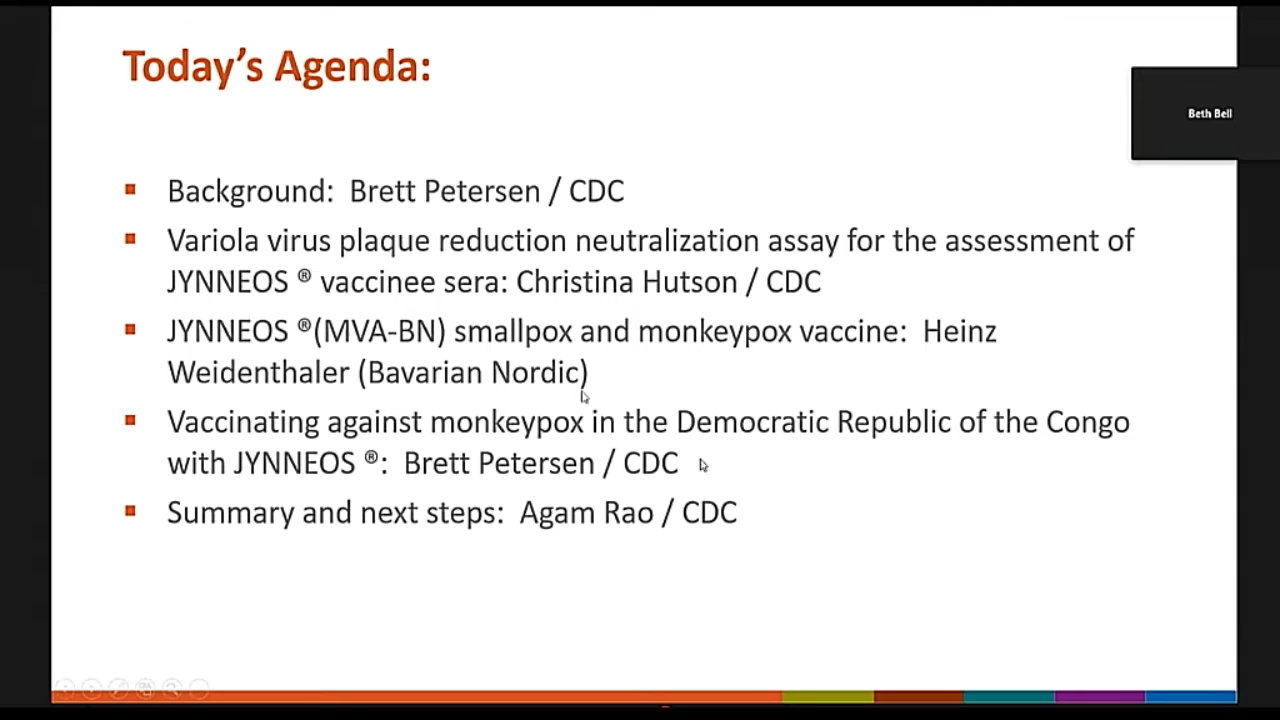 Today's Agenda:
Beth Bell
Background:  Brett Petersen / CDC
Variola virus plaque reduction neutralization assay for the assessment of
JYNNEOS ® vaccinee sera: Christina Hutson / CDC
JYNNEOS ®(MVA-BN) smallpox and monkeypox vaccine:  Heinz
Weidenthaler (Bavarian Nordic)
Vaccinating against monkeypox in the Democratic Republic of the Congo
with JYNNEOS ®:  Brett Petersen / CDC
Summary and next steps:  Agam Rao / CDC